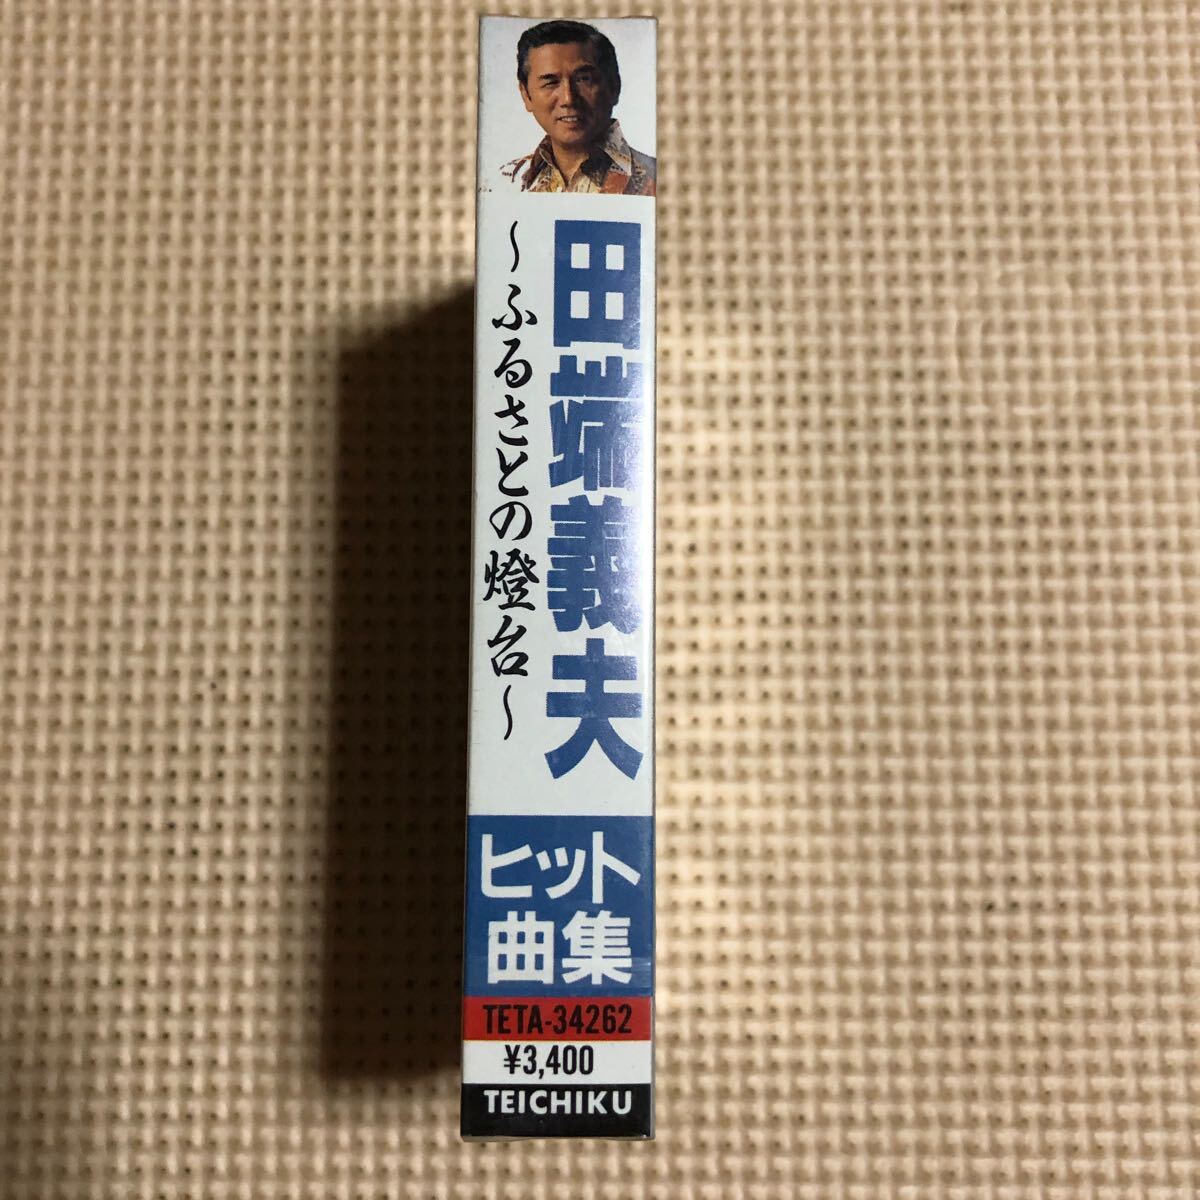 田端義夫
～ふるさとの燈台～
ヒット
曲集
TETA-34262
¥3,400
TEICHIKU